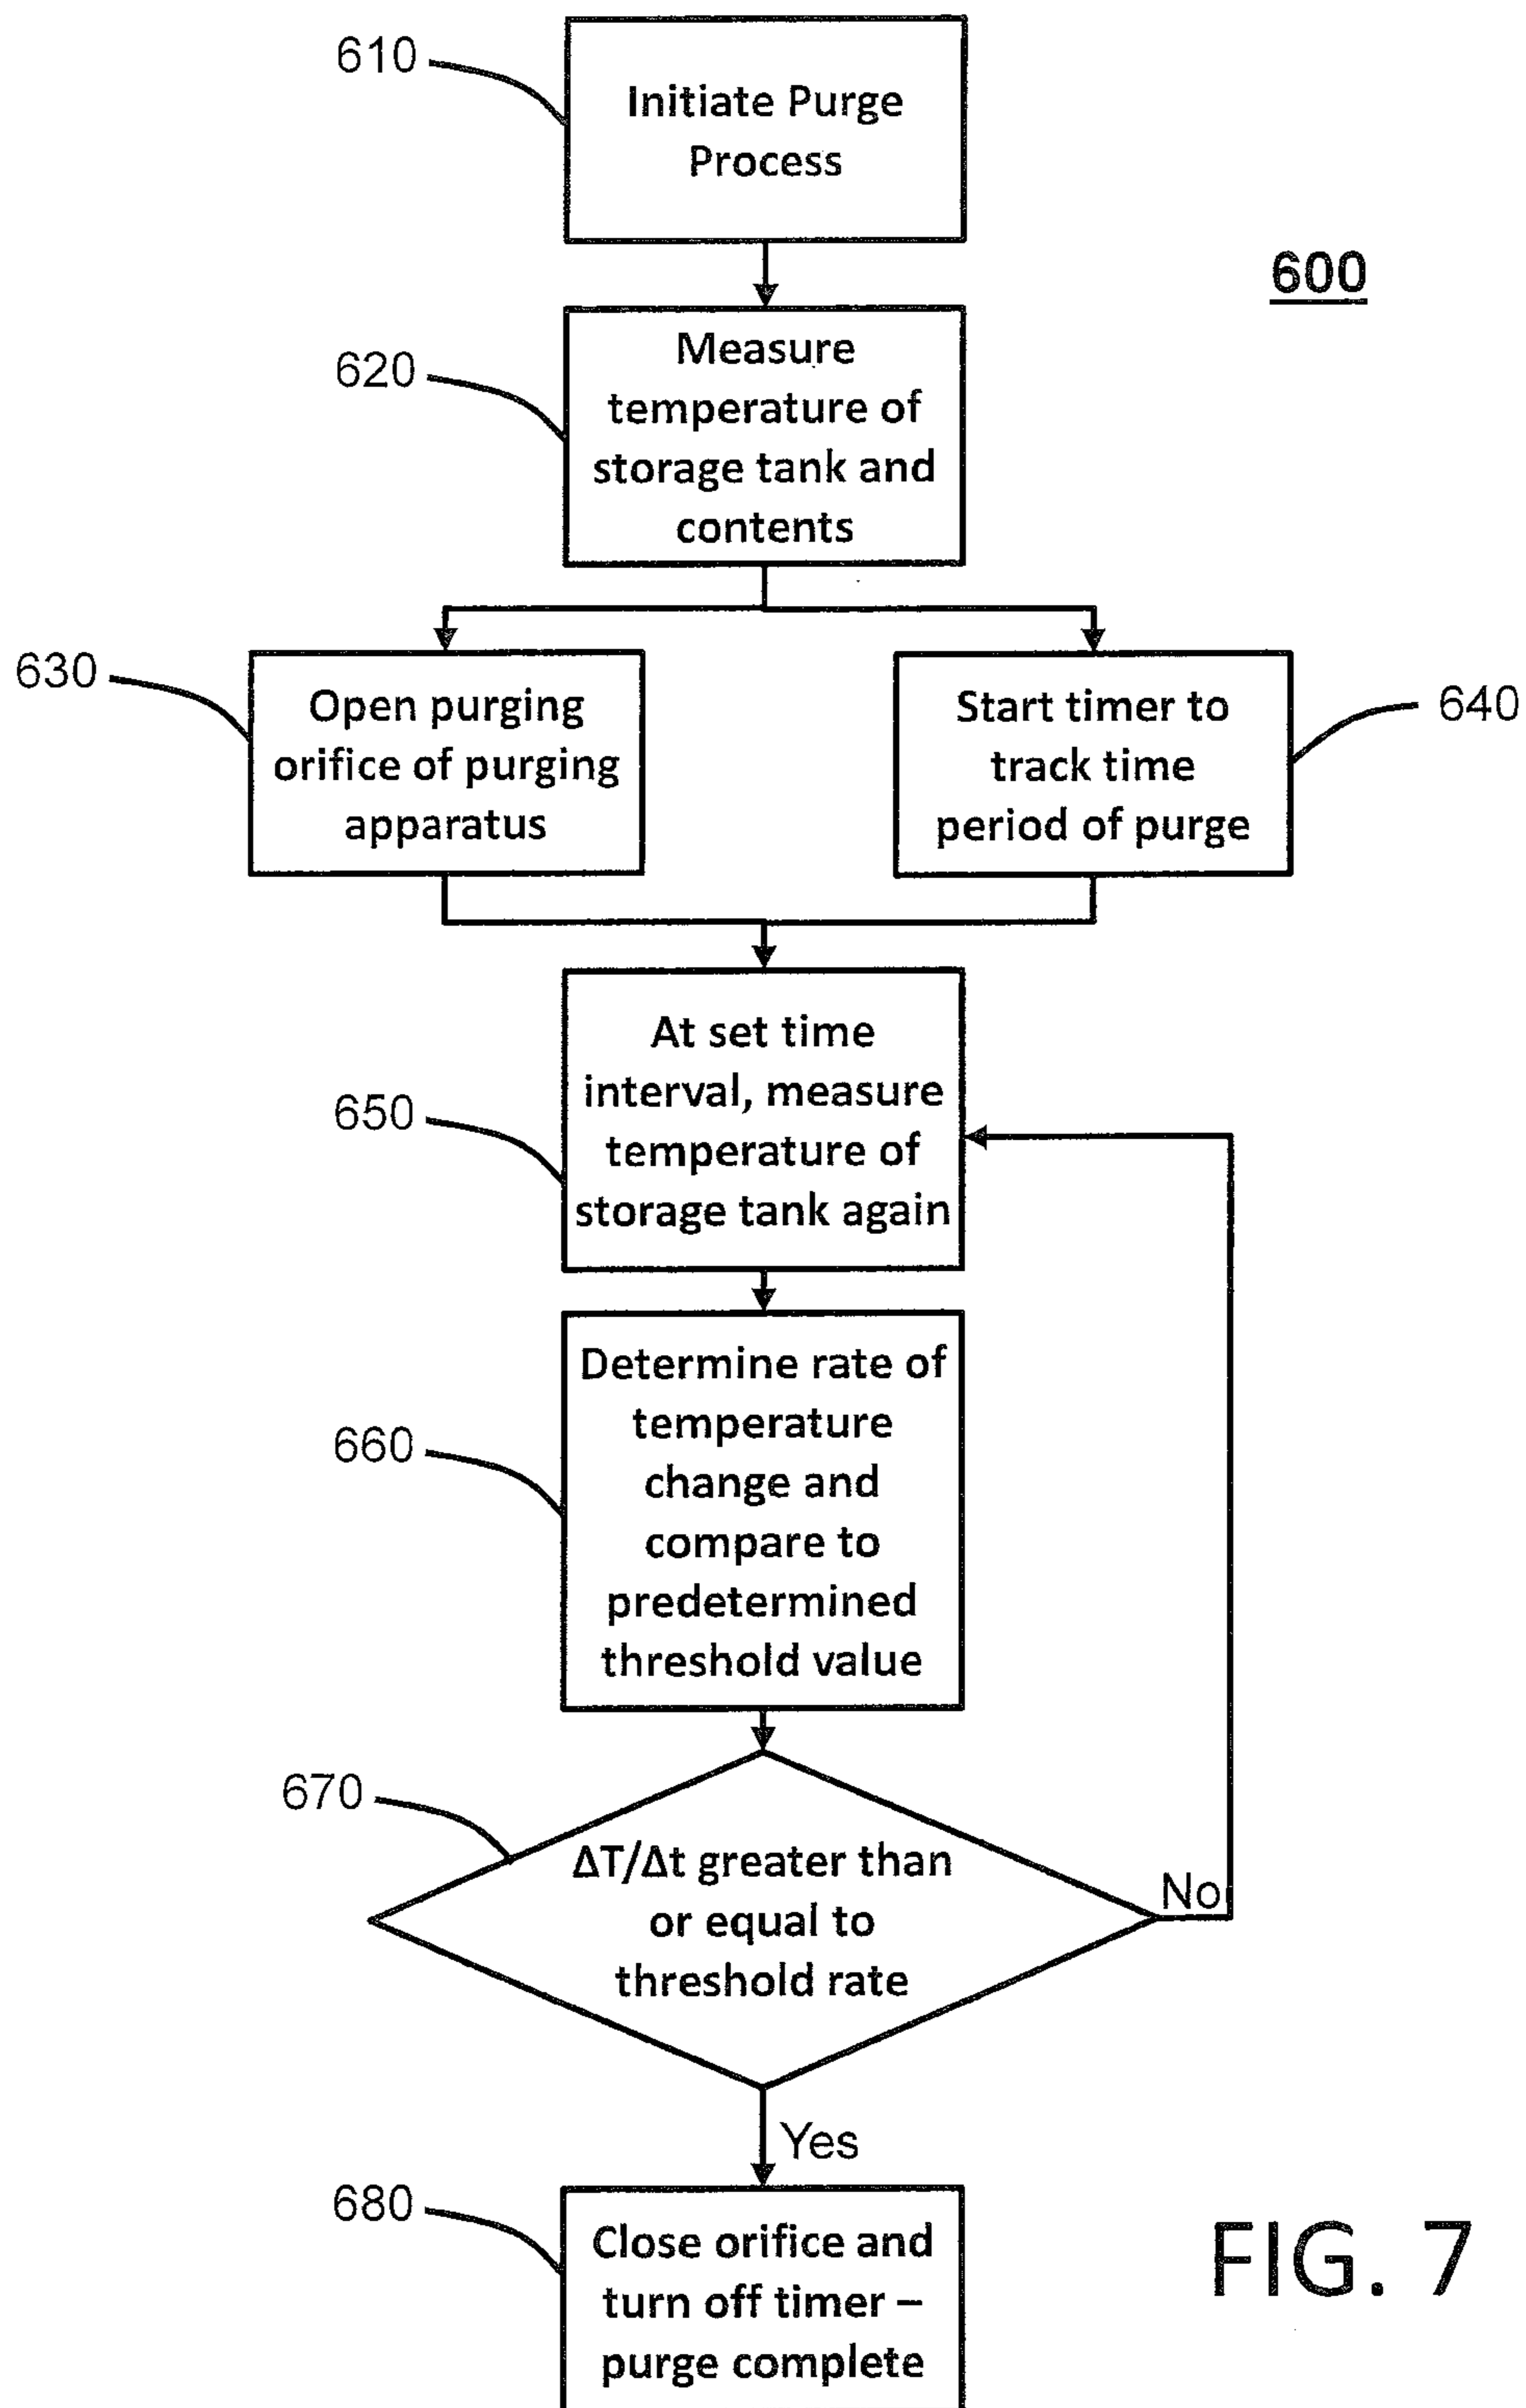 610
Initiate Purge
Process
600
620
Measure
temperature of
storage tank and
contents
630
Open purging
orifice of purging
apparatus
Start timer to
track time
period of purge
640
650
At set time
interval, measure
temperature of
storage tank again
660
Determine rate of
temperature
change and
compare to
predetermined
threshold value
670
ΔT/Δt greater than
or equal to
threshold rate
No
Yes
680
Close orifice and
turn off timer –
purge complete
FIG. 7